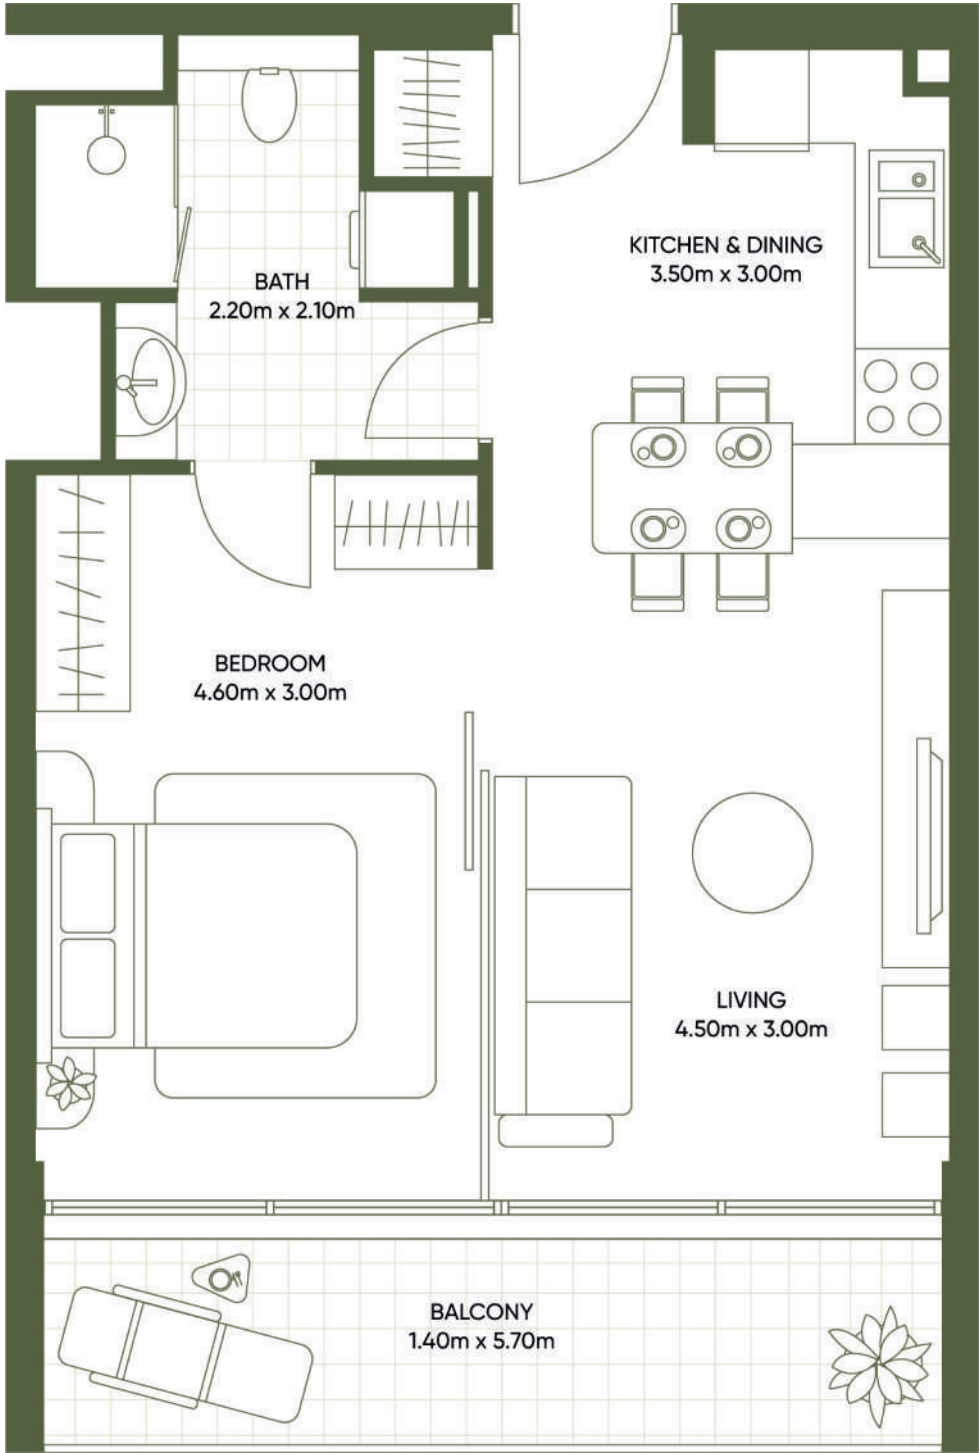 KITCHEN & DINING
3.50m x 3.00m
BATH
2.20m x 2.10m
BEDROOM
4.60m x 3.00m
LIVING
4.50m x 3.00m
BALCONY
1.40m x 5.70m